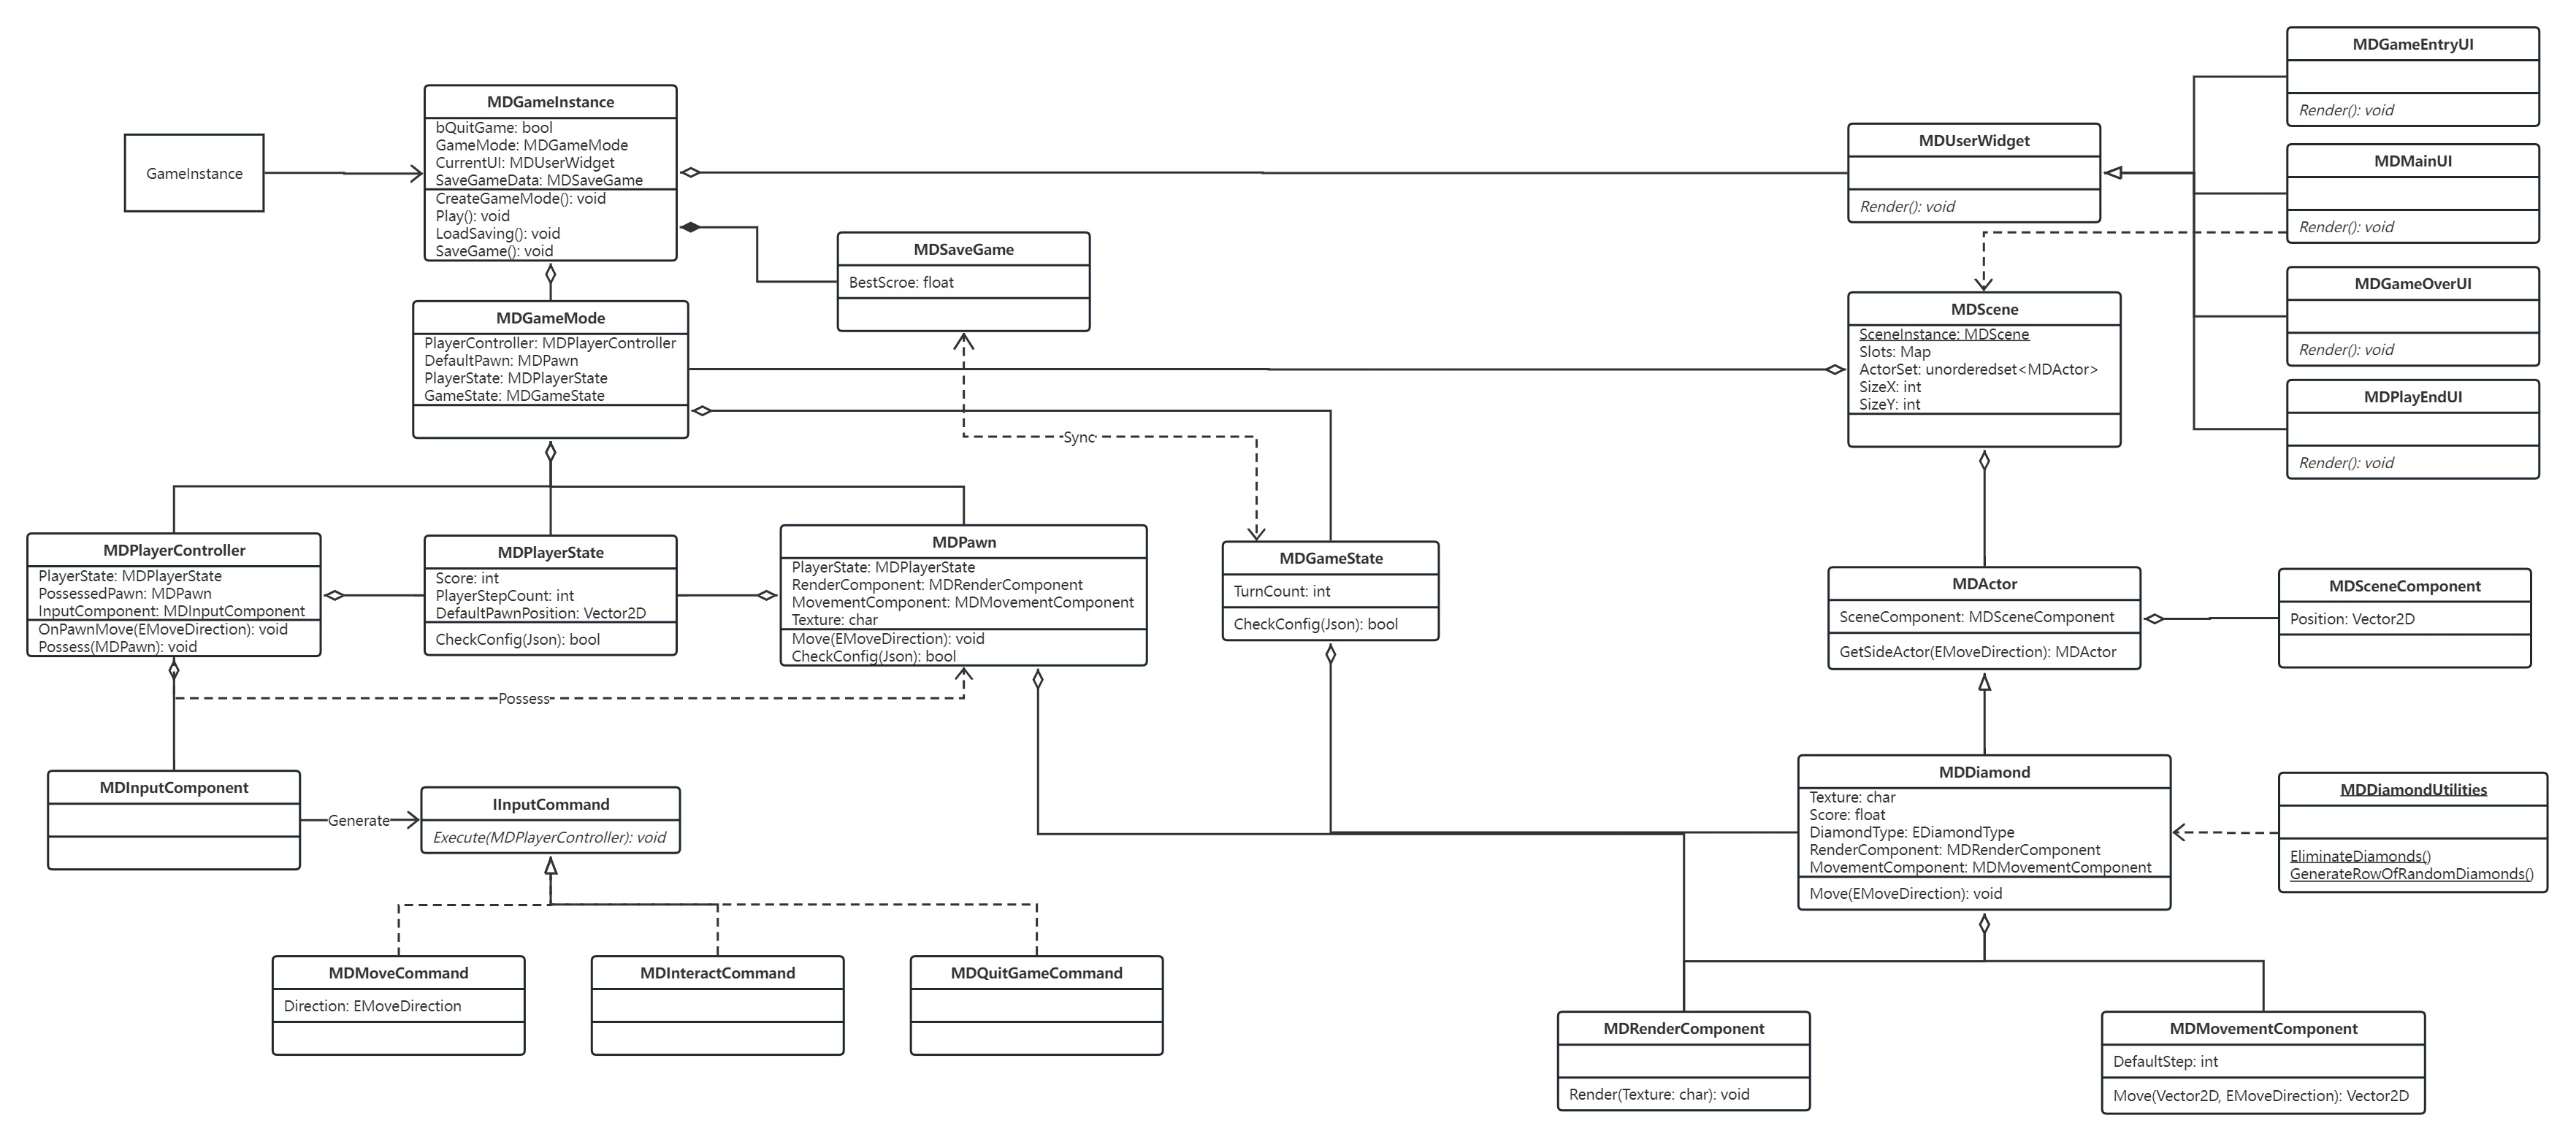 GameInstance
MDGameInstance
bQuitGame: bool
GameMode: MDGameMode
CurrentUI: MDUserWidget
SaveGameData: MDSaveGame
CreateGameMode(): void
Play(): void
LoadSaving(): void
SaveGame(): void
MDSaveGame
BestScroe: float
MDUserWidget
Render(): void
MDGameEntryUI
Render(): void
MDMainUI
Render(): void
MDGameOverUI
Render(): void
MDPlayEndUI
Render(): void
MDGameMode
PlayerController: MDPlayerController
DefaultPawn: MDPawn
PlayerState: MDPlayerState
GameState: MDGameState
MDScene
SceneInstance: MDScene
Slots: Map
ActorSet: unorderedset<MDActor>
SizeX: int
SizeY: int
Sync
MDPlayerController
PlayerState: MDPlayerState
PossessedPawn: MDPawn
InputComponent: MDInputComponent
OnPawnMove(EMoveDirection): void
Possess(MDPawn): void
MDPlayerState
Score: int
PlayerStepCount: int
DefaultPawnPosition: Vector2D
CheckConfig(Json): bool
MDPawn
PlayerState: MDPlayerState
RenderComponent: MDRenderComponent
MovementComponent: MDMovementComponent
Texture: char
Move(EMoveDirection): void
CheckConfig(Json): bool
MDGameState
TurnCount: int
CheckConfig(Json): bool
MDActor
SceneComponent: MDSceneComponent
GetSideActor(EMoveDirection): MDActor
MDSceneComponent
Position: Vector2D
Possess
MDInputComponent
Generate
IInputCommand
Execute(MDPlayerController): void
MDDiamond
Texture: char
Score: float
DiamondType: EDiamondType
RenderComponent: MDRenderComponent
MovementComponent: MDMovementComponent
Move(EMoveDirection): void
MDDiamondUtilities
EliminateDiamonds()
GenerateRowOfRandomDiamonds()
MDMoveCommand
Direction: EMoveDirection
MDInteractCommand
MDQuitGameCommand
MDRenderComponent
Render(Texture: char): void
MDMovementComponent
DefaultStep: int
Move(Vector2D, EMoveDirection): Vector2D